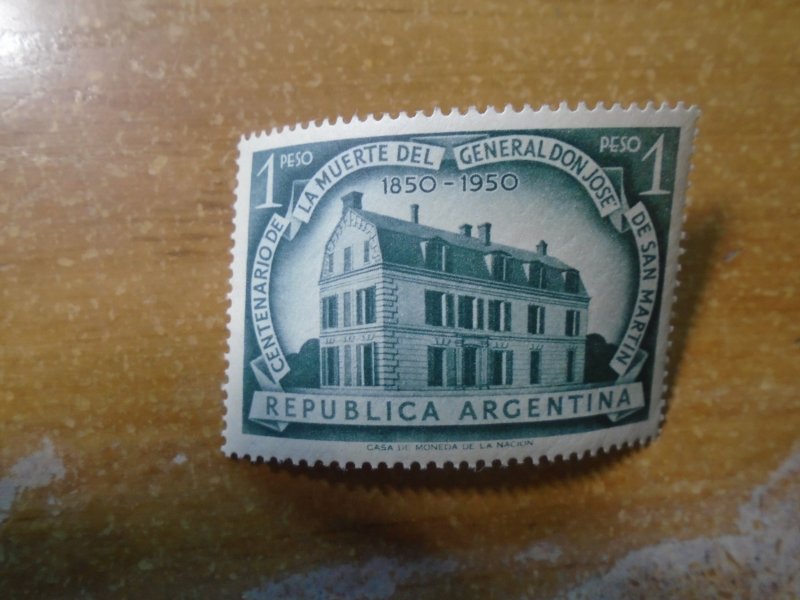 1 PESO
PESO 1
CENTENARIO DE LA MUERTE DEL GENERAL DON JOSÉ DE SAN MARTIN
1850-1950
REPUBLICA ARGENTINA
CASA DE MONEDA DE LA NACION